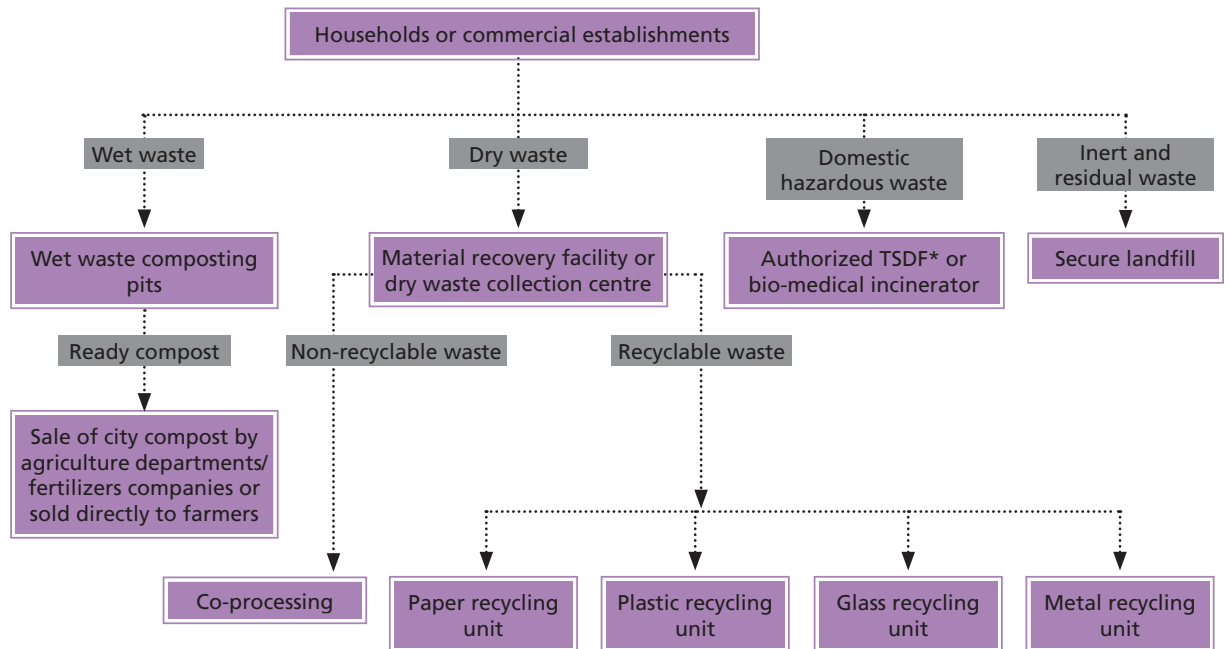 Households or commercial establishments
Wet waste
Dry waste
Domestic
hazardous waste
Inert and
residual waste
Wet waste composting
pits
Material recovery facility or
dry waste collection centre
Authorized TSDF* or
bio-medical incinerator
Secure landfill
Ready compost
Non-recyclable waste
Recyclable waste
Sale of city compost by
agriculture departments/
fertilizers companies or
sold directly to farmers
Co-processing
Paper recycling
unit
Plastic recycling
unit
Glass recycling
unit
Metal recycling
unit